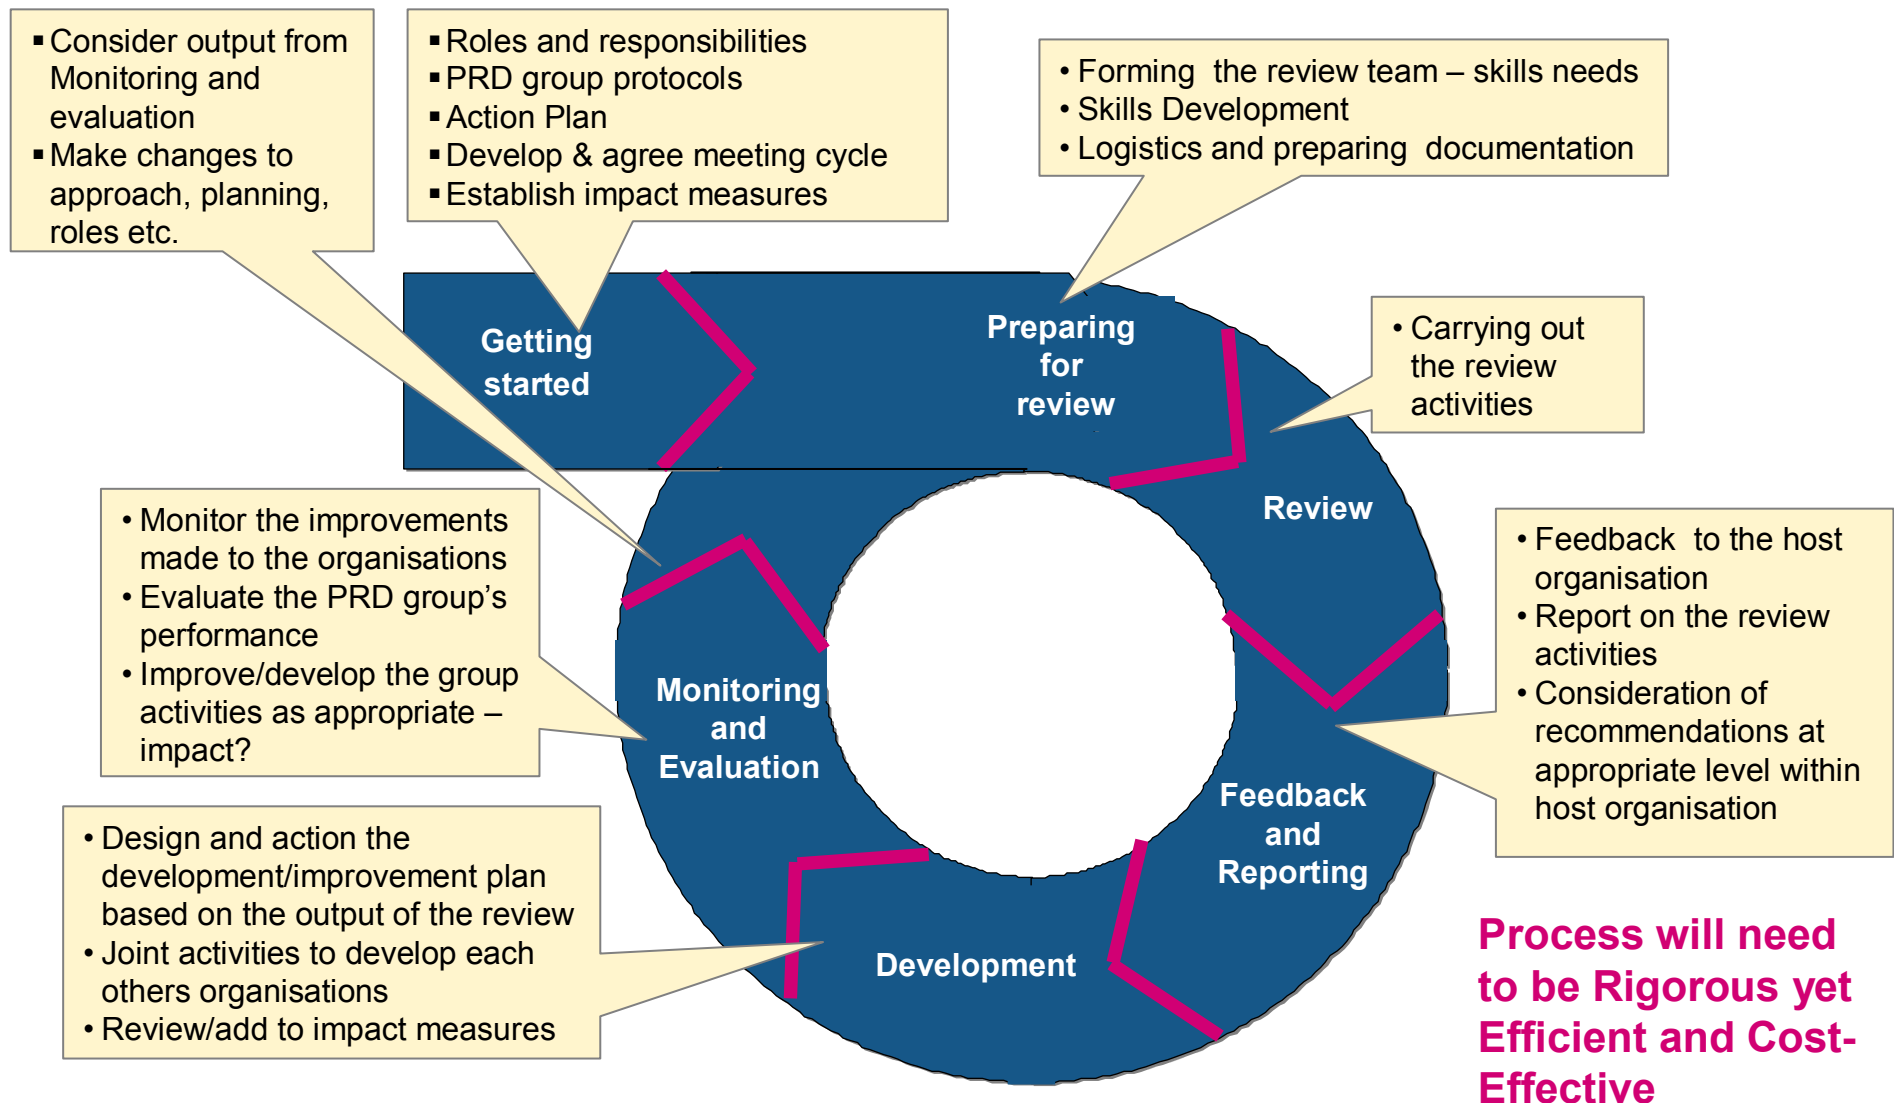 ▪ Consider output from
Monitoring and
evaluation
▪ Make changes to
approach, planning,
roles etc.
▪ Roles and responsibilities
▪ PRD group protocols
▪ Action Plan
▪ Develop & agree meeting cycle
▪ Establish impact measures
• Forming the review team – skills needs
• Skills Development
• Logistics and preparing documentation
Getting
started
Preparing
for
review
• Carrying out
the review
activities
Review
• Monitor the improvements
made to the organisations
• Evaluate the PRD group’s
performance
• Improve/develop the group
activities as appropriate –
impact?
• Feedback to the host
organisation
• Report on the review
activities
• Consideration of
recommendations at
appropriate level within
host organisation
Monitoring
and
Evaluation
Feedback
and
Reporting
• Design and action the
development/improvement plan
based on the output of the review
• Joint activities to develop each
others organisations
• Review/add to impact measures
Development
Process will need
to be Rigorous yet
Efficient and Cost-
Effective